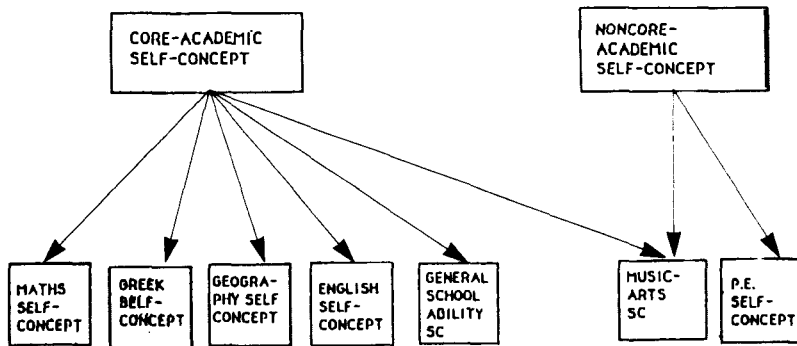 CORE-ACADEMIC
SELF-CONCEPT
NONCORE-
ACADEMIC
SELF-CONCEPT
MATHS
SELF-
CONCEPT
GREEK
BELF-
CONCEPT
GEOGRA-
PHY SELF
CONCEPT
ENGLISH
SELF-
CONCEPT
GENERAL
SCHOOL
ABILITY
SC
MUSIC-
ARTS
SC
P.E.
SELF-
CONCEPT